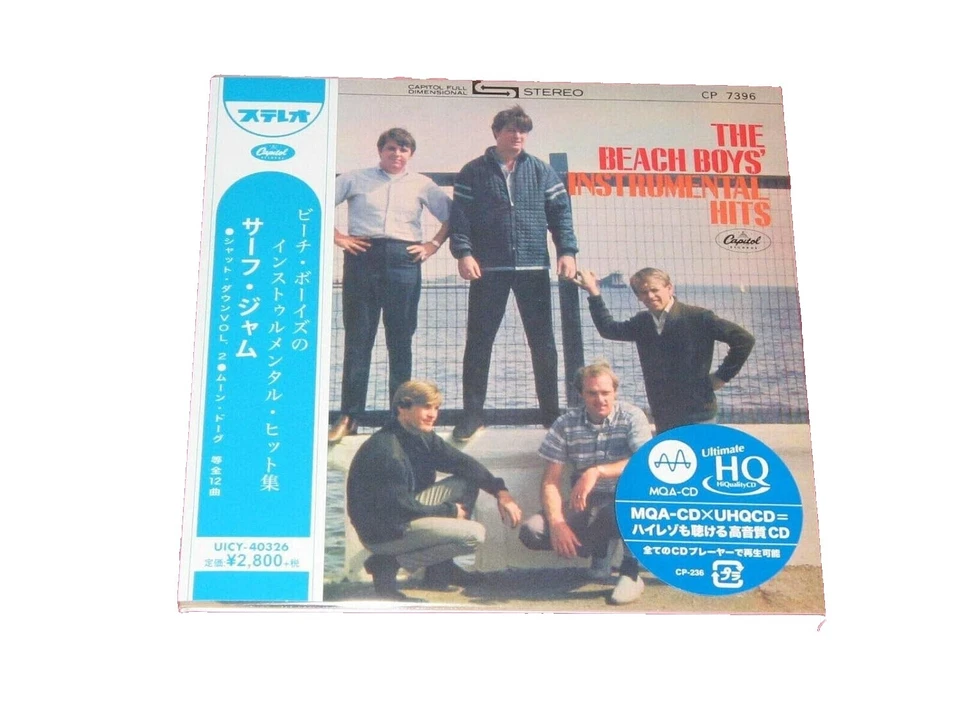 ステレオ
Capitol
RECORDS
ビーチ・ボーイズの
インストゥルメンタル・ヒット集
サーフ・ジャム
●シャット・ダウンVOL.2●ムーン・ドーグ 等全12曲
UICY-40326
定価¥2,800+税
CAPITOL FULL
DIMENSIONAL
STEREO
CP 7396
THE
BEACH BOYS'
INSTRUMENTAL
HITS
Capitol
RECORDS
MQA-CD
Ultimate
HQ
HiQualityCD
MQA-CD×UHQCD=
ハイレゾも聴ける高音質CD
全てのCDプレーヤーで再生可能
CP-236
プラ